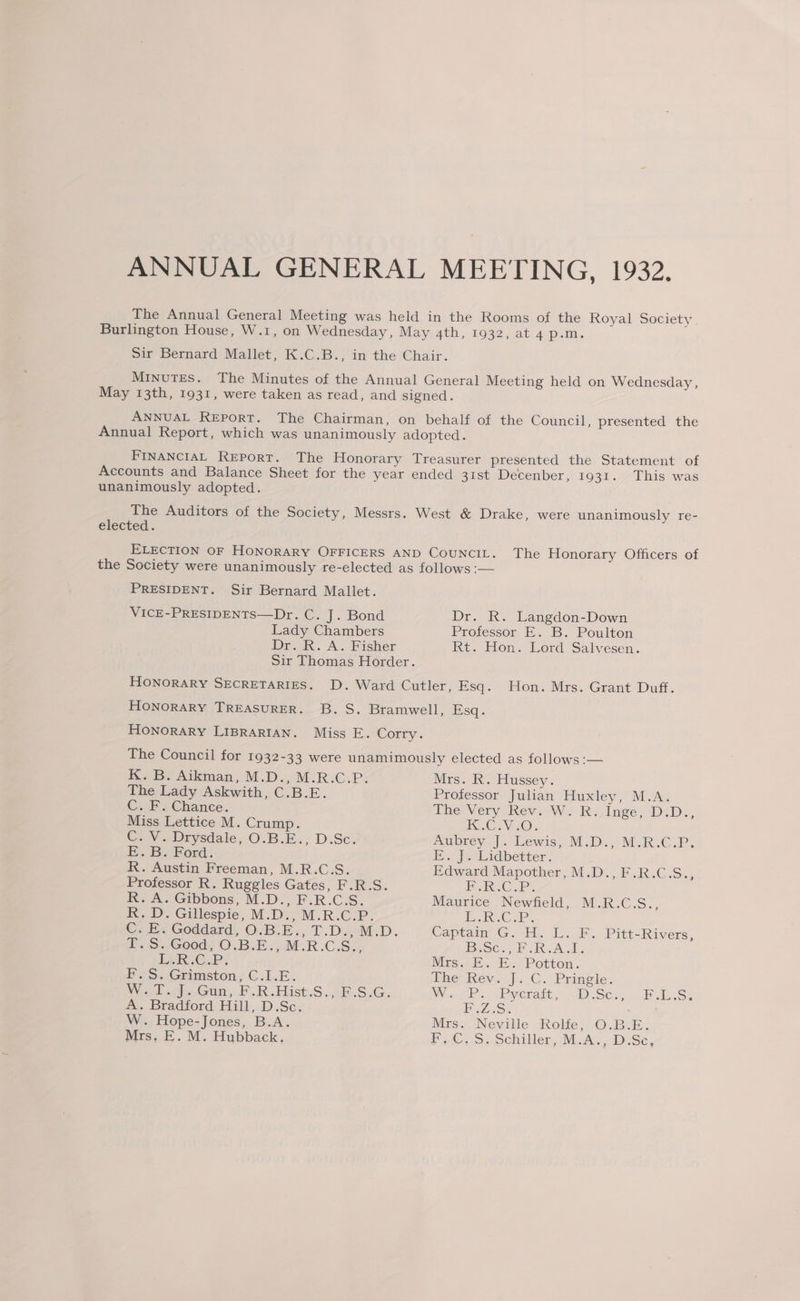 ANNUAL GENERAL MEETING, 1932.
The Annual General Meeting was held in the Rooms of the Royal Society
Burlington House, W.1, on Wednesday, May 4th, 1932, at 4 p.m.
Sir Bernard Mallet, K.C.B., in the Chair.
MINUTES. The Minutes of the Annual General Meeting held on Wednesday,
May 13th, 1931, were taken as read, and signed.
ANNUAL REPORT. The Chairman, on behalf of the Council, presented the
Annual Report, which was unanimously adopted.
FINANCIAL REPORT. The Honorary Treasurer presented the Statement of
Accounts and Balance Sheet for the year ended 31st Decenber, 1931. This was
unanimously adopted.
The Auditors of the Society, Messrs. West & Drake, were unanimously re-
elected.
ELECTION OF HONORARY OFFICERS AND COUNCIL. The Honorary Officers of
the Society were unanimously re-elected as follows:—
PRESIDENT. Sir Bernard Mallet.
VICE-PRESIDENTS—Dr. C. J. Bond
Lady Chambers
Dr. R. A. Fisher
Sir Thomas Horder.
Dr. R. Langdon-Down
Professor E. B. Poulton
Rt. Hon. Lord Salvesen.
HONORARY SECRETARIES. D. Ward Cutler, Esq. Hon. Mrs. Grant Duff.
HONORARY TREASURER. B. S. Bramwell, Esq.
HONORARY LIBRARIAN. Miss E. Corry.
The Council for 1932-33 were unamimously elected as follows:—
K. B. Aikman, M.D., M.R.C.P.
The Lady Askwith, C.B.E.
C. F. Chance.
Miss Lettice M. Crump.
C. V. Drysdale, O.B.E., D.Sc.
E. B. Ford.
R. Austin Freeman, M.R.C.S.
Professor R. Ruggles Gates, F.R.S.
R. A. Gibbons, M.D., F.R.C.S.
R. D. Gillespie, M.D., M.R.C.P.
C. E. Goddard, O.B.E., T.D., M.D.
T. S. Good, O.B.E., M.R.C.S.,
L.R.C.P.
F. S. Grimston, C.I.E.
W. T. J. Gun, F.R.Hist.S., F.S.G.
A. Bradford Hill, D.Sc.
W. Hope-Jones, B.A.
Mrs. E. M. Hubback.
Mrs. R. Hussey.
Professor Julian Huxley, M.A.
The Very Rev. W. R. Inge, D.D.,
K.C.V.O.
Aubrey J. Lewis, M.D., M.R.C.P.
E. J. Lidbetter.
Edward Mapother, M.D., F.R.C.S.,
F.R.C.P.
Maurice Newfield, M.R.C.S.,
L.R.C.P.
Captain G. H. L. F. Pitt-Rivers,
B.Sc., F.R.A.I.
Mrs. E. E. Potton.
The Rev. J. C. Pringle.
W. P. Pycraft, D.Sc., F.L.S.
F.Z.S.
Mrs. Neville Rolfe, O.B.E.
F. C. S. Schiller, M.A., D.Sc.